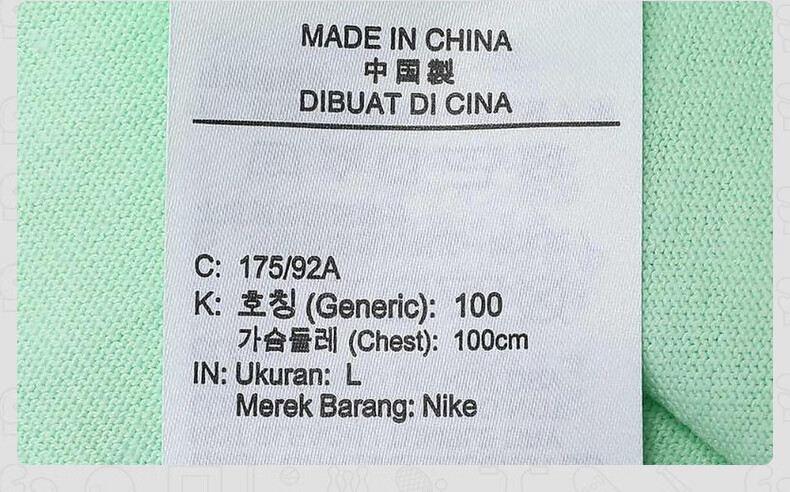 MADE IN CHINA
中国製
DIBUAT DI CINA
C: 175/92A
K: 호칭 (Generic): 100
가슴둘레 (Chest): 100cm
IN: Ukuran: L
Merek Barang: Nike